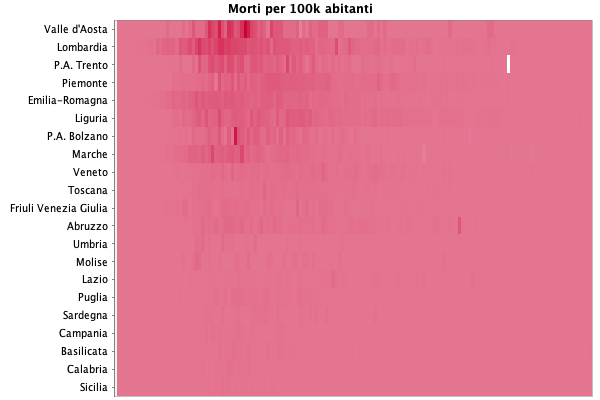 Morti per 100k abitanti
Valle d'Aosta
Lombardia
P.A. Trento
Piemonte
Emilia-Romagna
Liguria
P.A. Bolzano
Marche
Veneto
Toscana
Friuli Venezia Giulia
Abruzzo
Umbria
Molise
Lazio
Puglia
Sardegna
Campania
Basilicata
Calabria
Sicilia